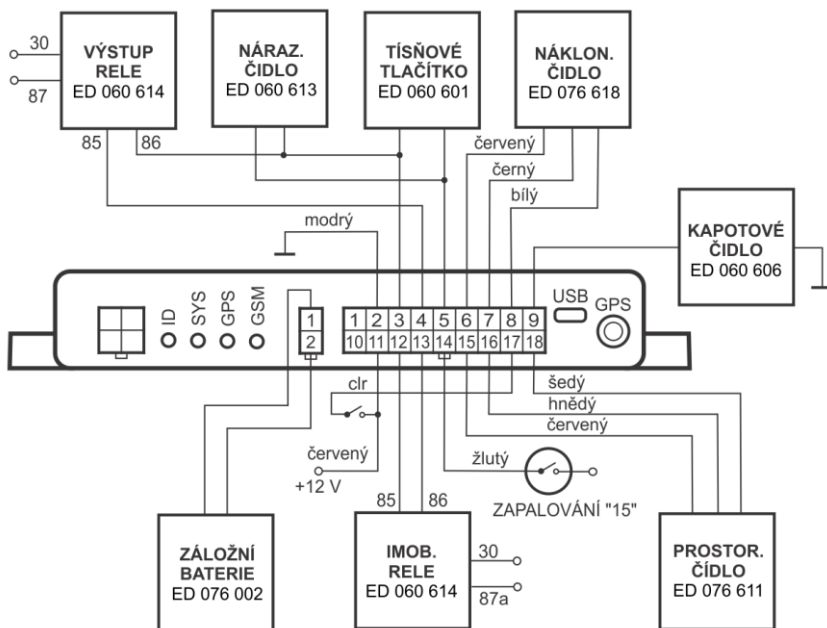 30
87
VÝSTUP
RELE
ED 060 614
NÁRAZ.
ČIDLO
ED 060 613
TÍSŇOVÉ
TLAČÍTKO
ED 060 601
NÁKLON.
ČIDLO
ED 076 618
85
86
červený
černý
bílý
modrý
KAPOTOVÉ
ČIDLO
ED 060 606
ID
SYS
GPS
GSM
1
2
1 2 3 4 5 6 7 8 9
10 11 12 13 14 15 16 17 18
USB
GPS
clr
šedý
hnědý
červený
červený
+12 V
žlutý
ZAPALOVÁNÍ "15"
85
86
ZÁLOŽNÍ
BATERIE
ED 076 002
IMOB.
RELE
ED 060 614
30
87a
PROSTOR.
ČÍDLO
ED 076 611